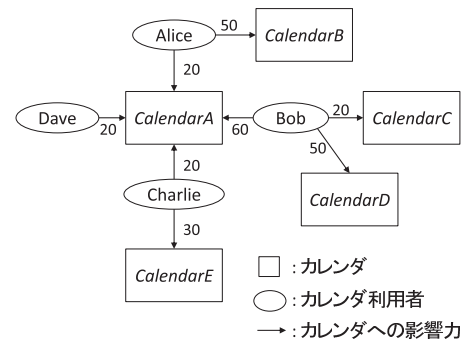 Alice
50
CalendarB
20
Dave
20
CalendarA
60
Bob
20
CalendarC
50
20
Charlie
CalendarD
30
CalendarE
:カレンダ
:カレンダ利用者
:カレンダへの影響力